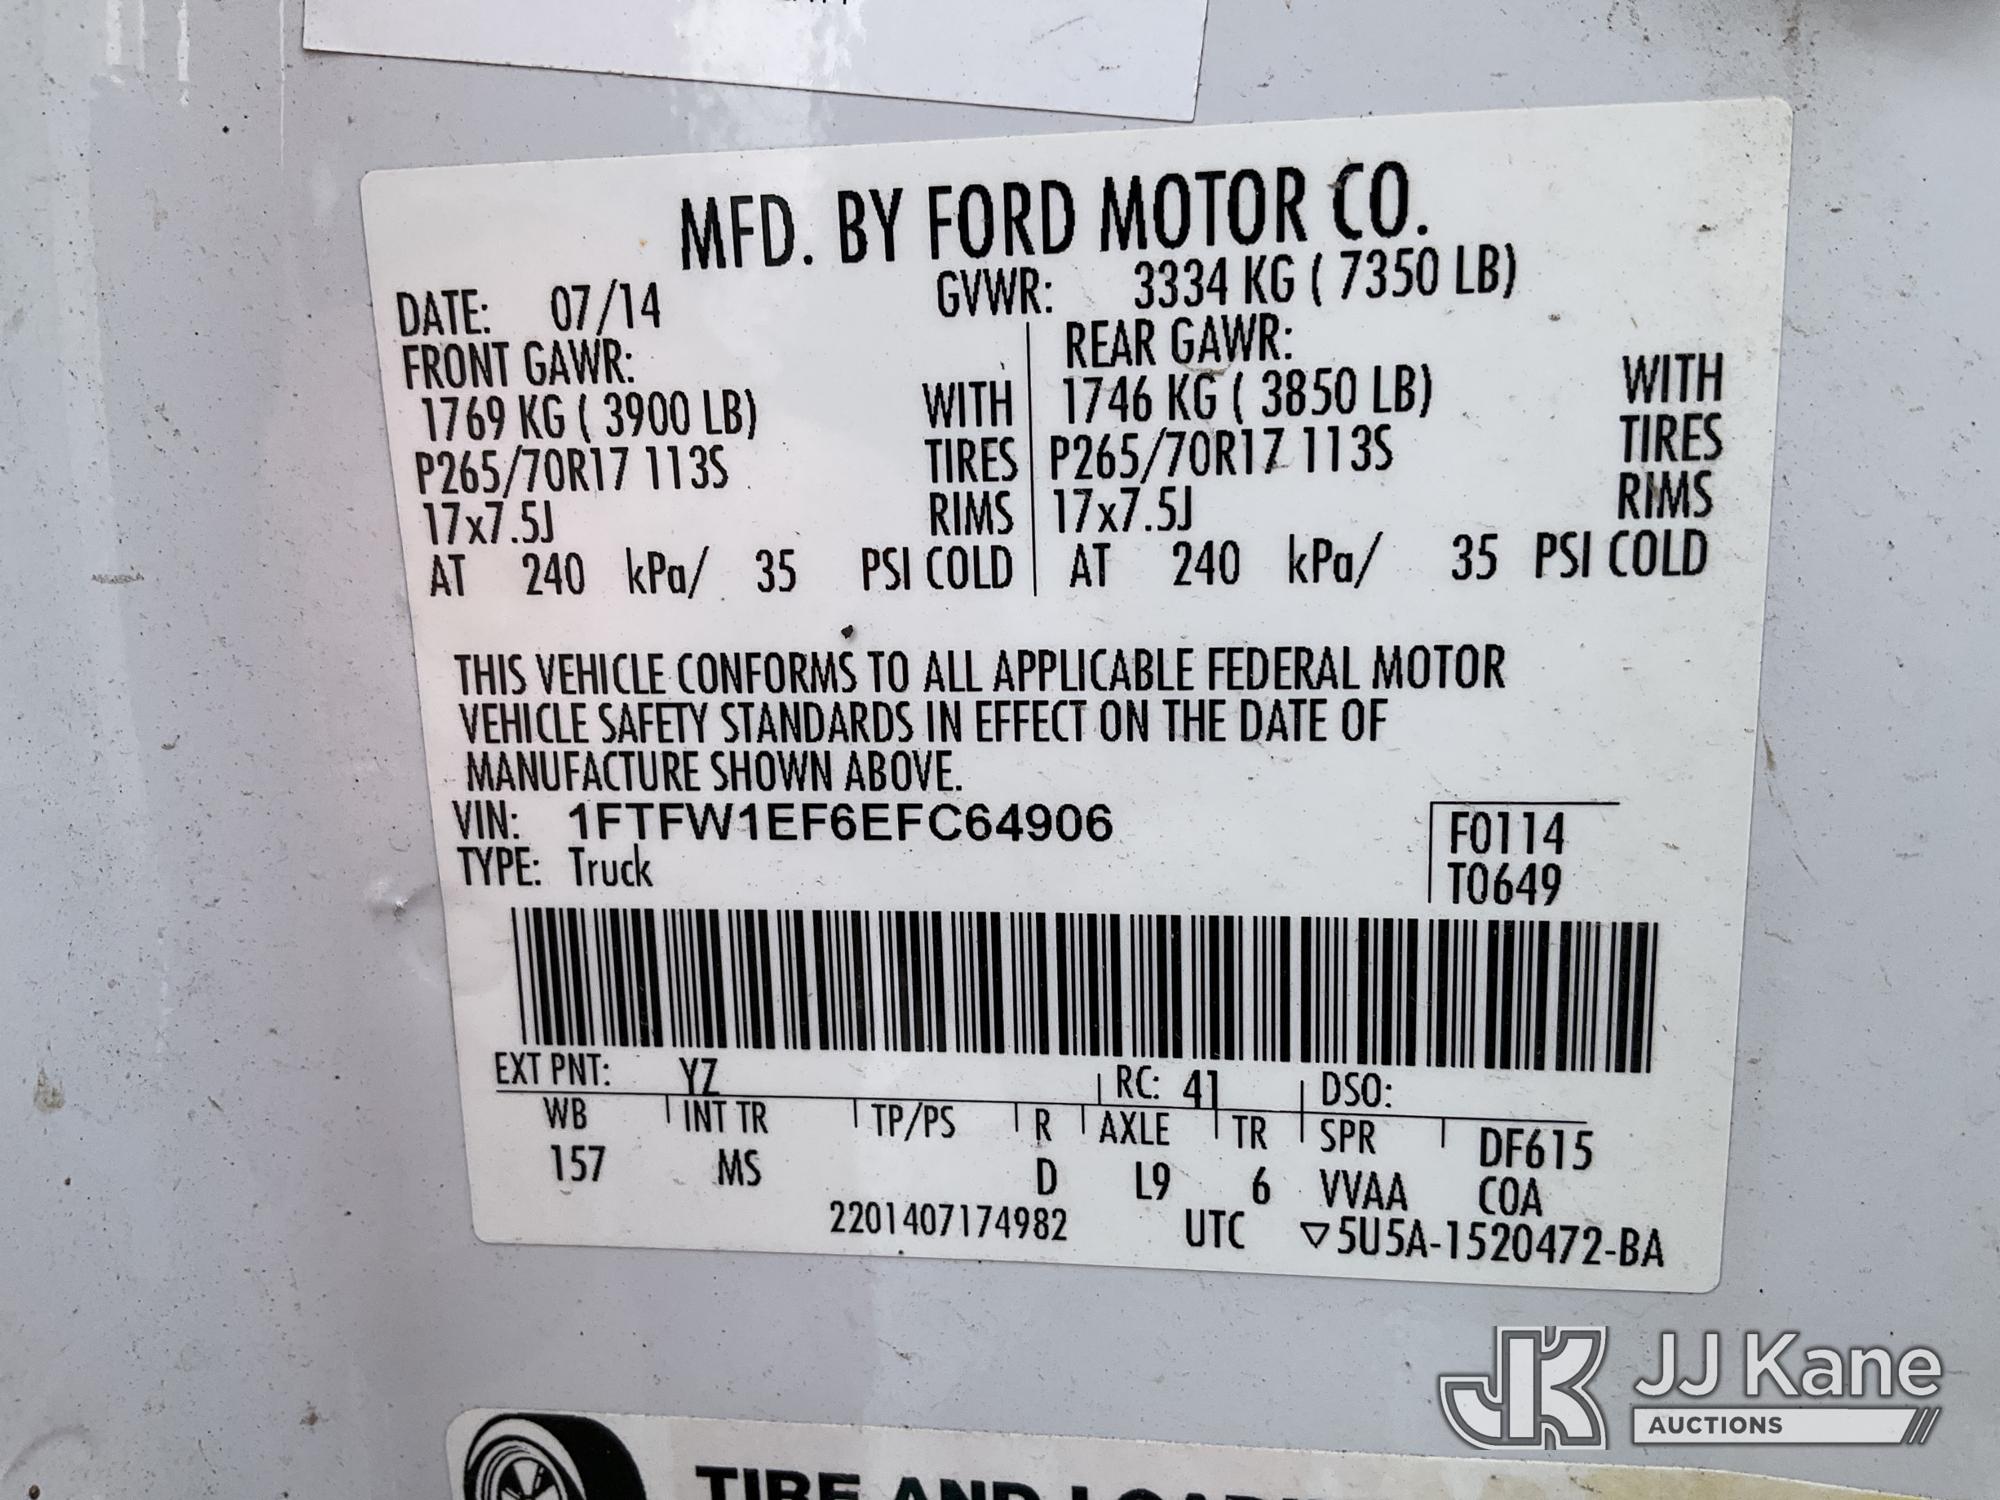 MFD. BY FORD MOTOR CO.
DATE: 07/14 GVWR: 3334 KG ( 7350 LB)
FRONT GAWR: REAR GAWR:
1769 KG ( 3900 LB) WITH 1746 KG ( 3850 LB) WITH
P265/70R17 113S TIRES P265/70R17 113S TIRES
17x7.5J RIMS 17x7.5J RIMS
AT 240 kPa/ 35 PSI COLD AT 240 kPa/ 35 PSI COLD
THIS VEHICLE CONFORMS TO ALL APPLICABLE FEDERAL MOTOR
VEHICLE SAFETY STANDARDS IN EFFECT ON THE DATE OF
MANUFACTURE SHOWN ABOVE.
VIN: 1FTFW1EF6EFC64906 F0114
TYPE: Truck T0649
EXT PNT: YZ RC: 41 DSO:
WB INT TR TP/PS R AXLE TR SPR DF615
157 MS D L9 6 VVAA COA
2201407174982 UTC ▽5U5A-1520472-BA
JJ Kane
AUCTIONS
TIRE AND